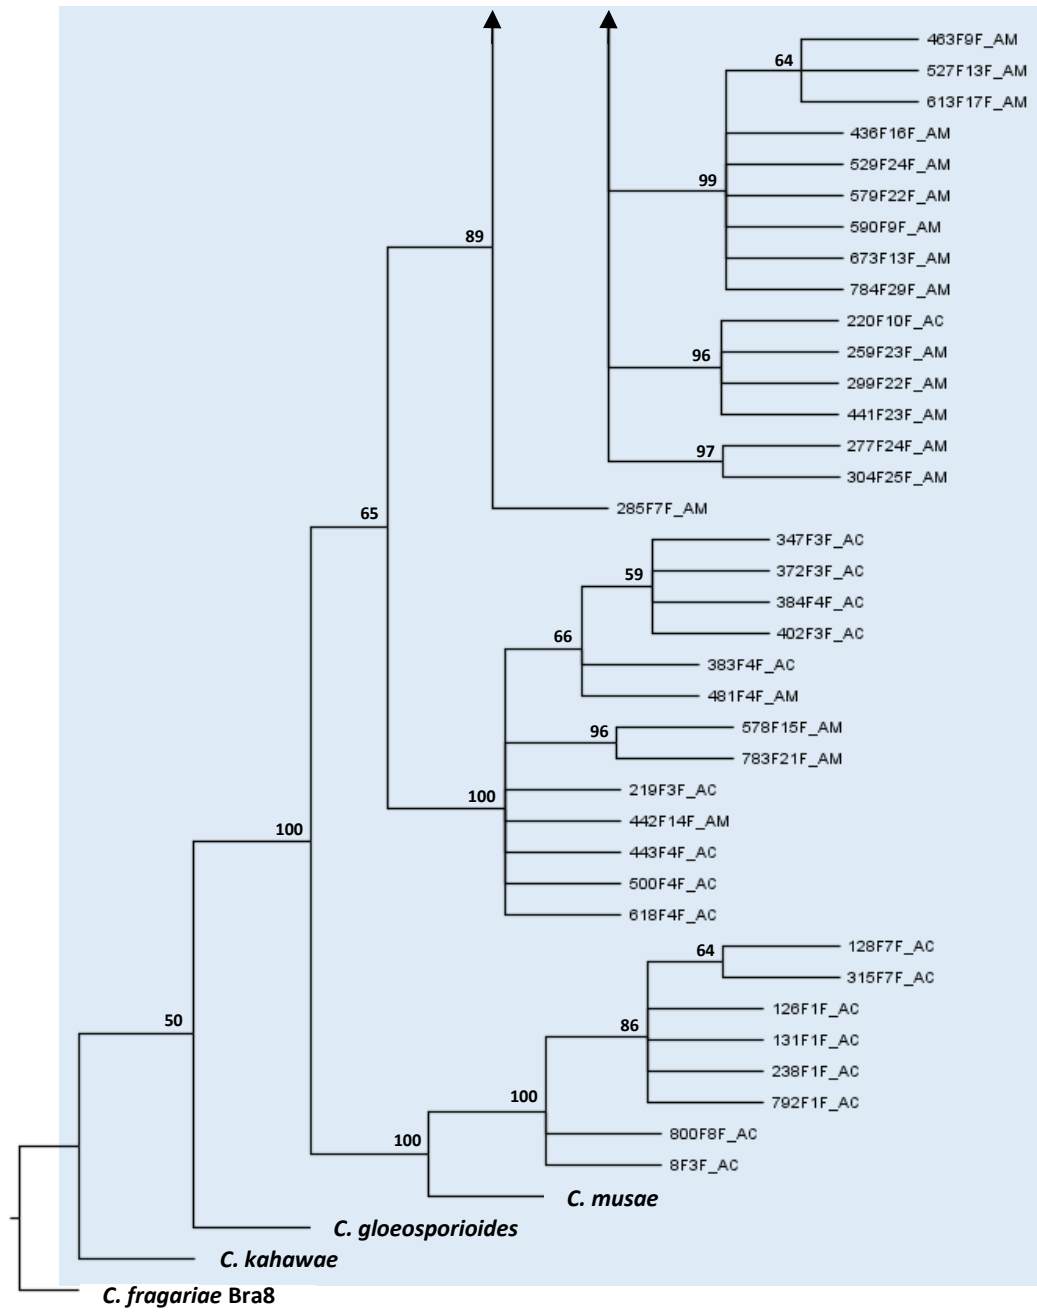 463F9F_AM
64
527F13F_AM
613F17F_AM
436F16F_AM
529F24F_AM
99
579F22F_AM
590F9F_AM
89
673F13F_AM
784F29F_AM
220F10F_AC
96
259F23F_AM
299F22F_AM
441F23F_AM
277F24F_AM
97
304F25F_AM
285F7F_AM
65
347F3F_AC
372F3F_AC
59
384F4F_AC
402F3F_AC
66
383F4F_AC
481F4F_AM
578F15F_AM
96
783F21F_AM
219F3F_AC
100
442F14F_AM
100
443F4F_AC
500F4F_AC
618F4F_AC
128F7F_AC
64
315F7F_AC
126F1F_AC
50
86
131F1F_AC
238F1F_AC
792F1F_AC
100
800F8F_AC
100
8F3F_AC
C. musae
C. gloeosporioides
C. kahawae
C. fragariae Bra8